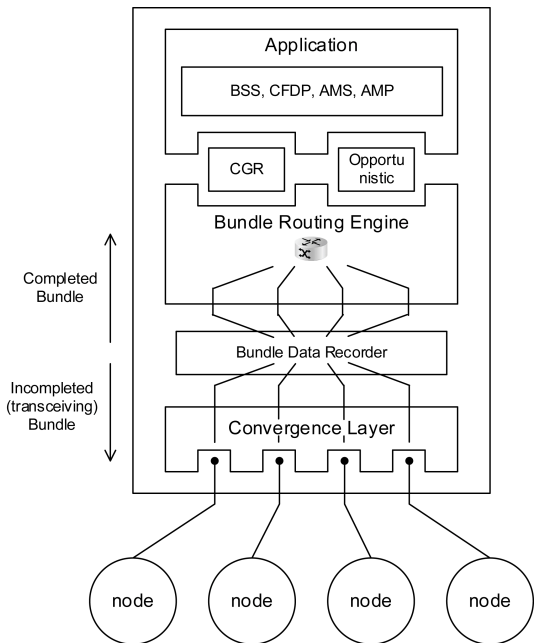 Application
BSS, CFDP, AMS, AMP
CGR
Opportu
nistic
Bundle Routing Engine
Completed
Bundle
Bundle Data Recorder
Incompleted
(transceiving)
Bundle
Convergence Layer
node
node
node
node